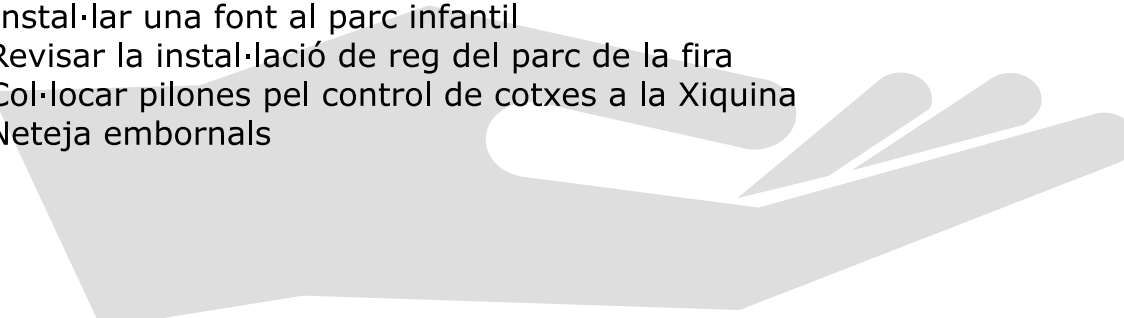 Instal·lar una font al parc infantil
Revisar la instal·lació de reg del parc de la fira
Col·locar pilones pel control de cotxes a la Xiquina
Neteja embornals